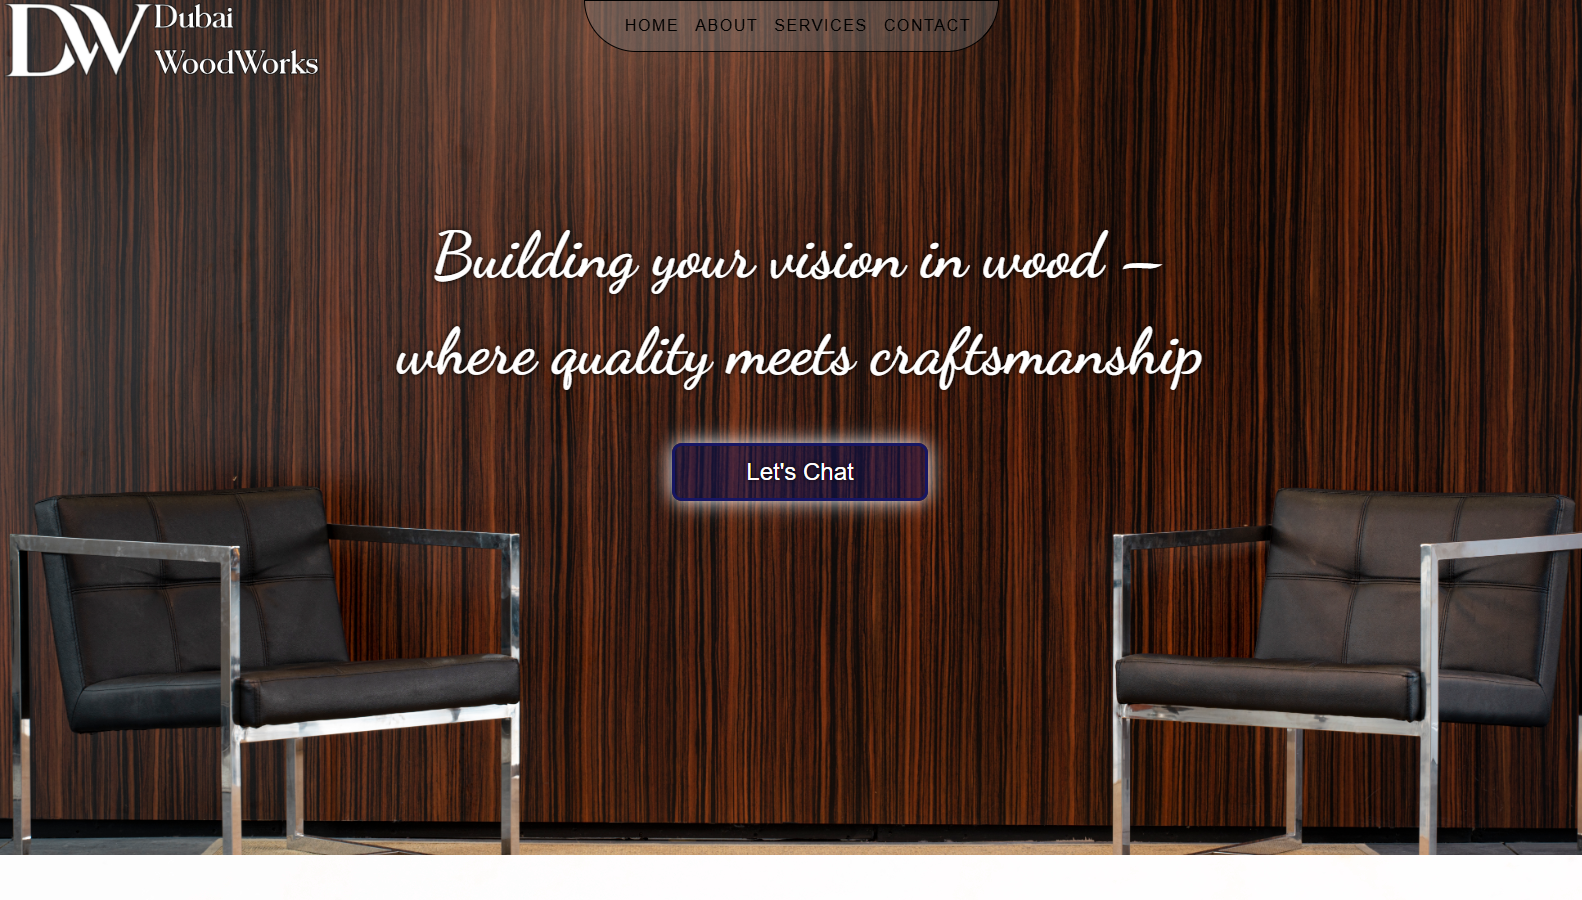 DW Dubai
WoodWorks
HOME ABOUT SERVICES CONTACT
Building your vision in wood –
where quality meets craftsmanship
Let's Chat